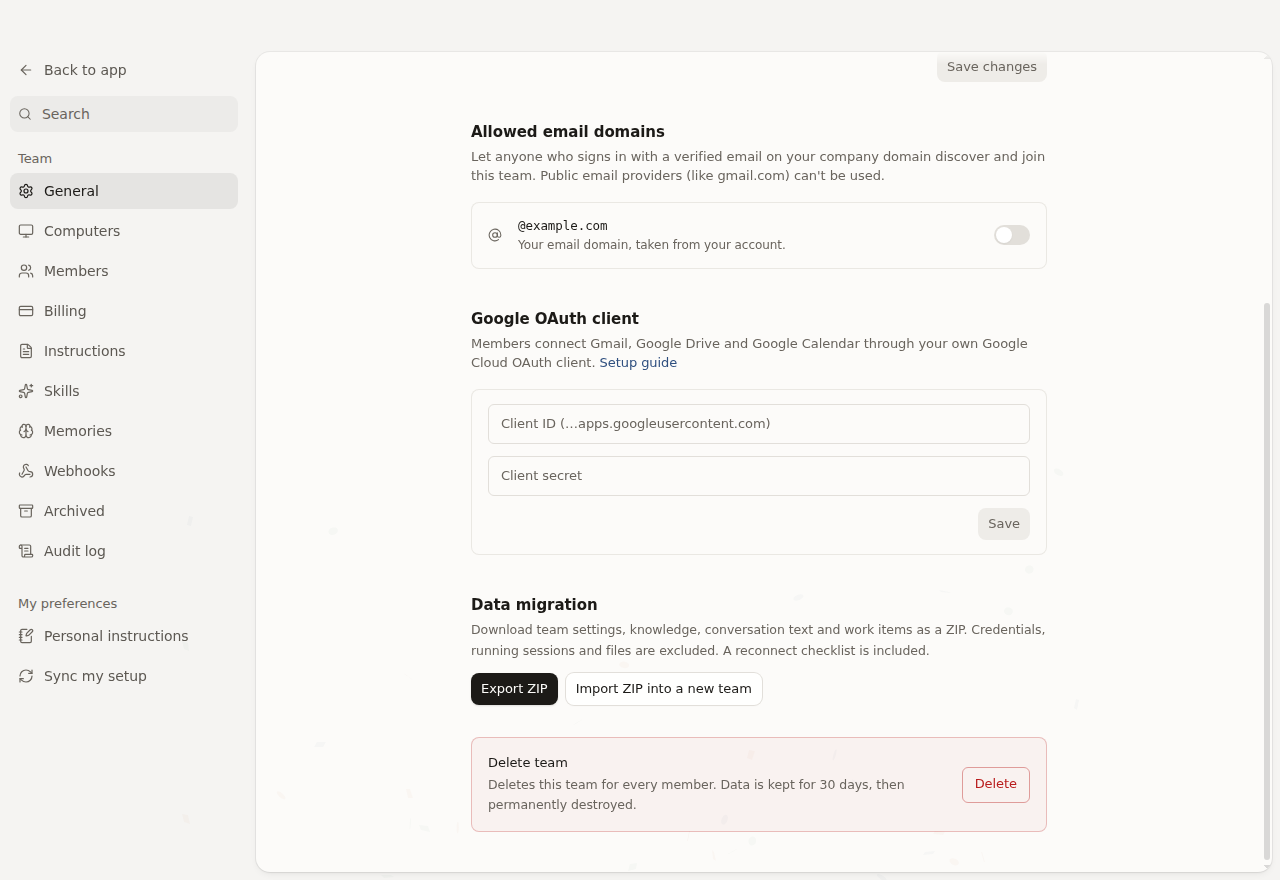 Back to app
Search
Team
General
Computers
Members
Billing
Instructions
Skills
Memories
Webhooks
Archived
Audit log
My preferences
Personal instructions
Sync my setup
Save changes
Allowed email domains
Let anyone who signs in with a verified email on your company domain discover and join
this team. Public email providers (like gmail.com) can't be used.
@example.com
Your email domain, taken from your account.
Google OAuth client
Members connect Gmail, Google Drive and Google Calendar through your own Google
Cloud OAuth client. Setup guide
Client ID (…apps.googleusercontent.com)
Client secret
Save
Data migration
Download team settings, knowledge, conversation text and work items as a ZIP. Credentials,
running sessions and files are excluded. A reconnect checklist is included.
Export ZIP
Import ZIP into a new team
Delete team
Deletes this team for every member. Data is kept for 30 days, then
permanently destroyed.
Delete